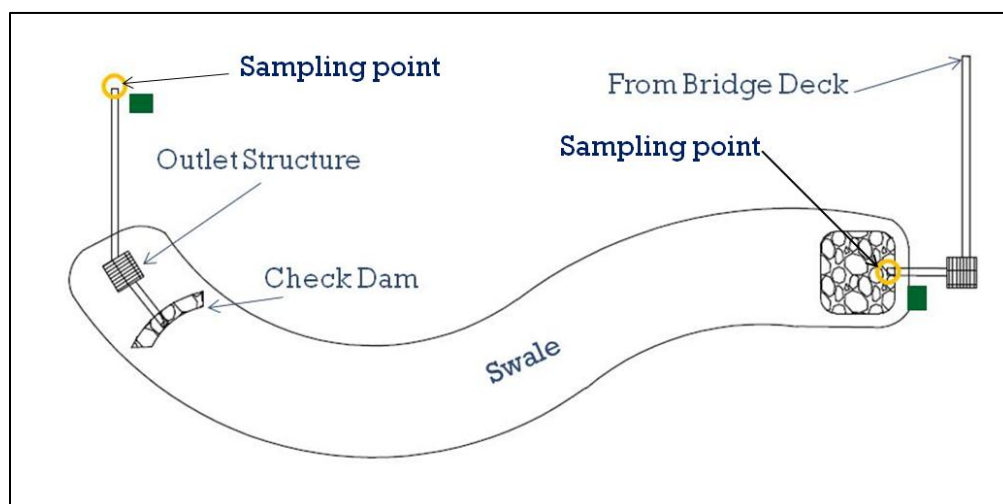 Sampling point
From Bridge Deck
Sampling point
Outlet Structure
Check Dam
Swale